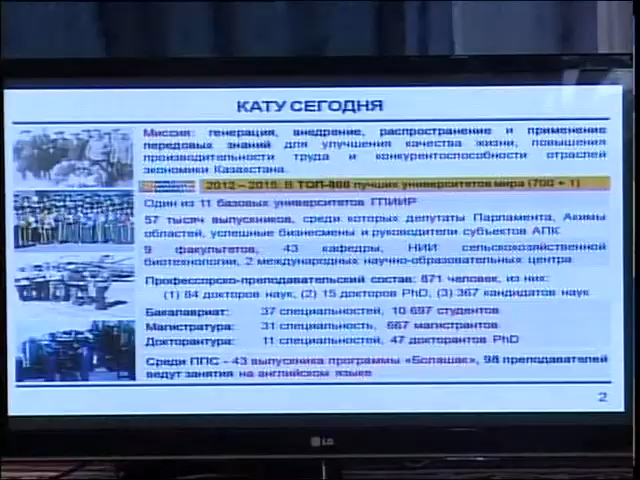 КАТУ СЕГОДНЯ
Миссия: генерация, внедрение, распространение и применение
передовых знаний для улучшения качества жизни, повышения
производительности труда и конкурентоспособности отраслей
экономики Казахстана.
В ТОП-800 лучших университетов мира (700 + 1)
Один из 11 базовых университетов ГПИИР
57 тысяч выпускников, среди которых депутаты Парламента, Акимы
областей, успешные бизнесмены и руководители субъектов АПК
9 факультетов, 43 кафедры, НИИ сельскохозяйственной
биотехнологии, 2 международных научно-образовательных центра
Профессорско-преподавательский состав: 871 человек, из них:
(1) 84 доктора наук, (2) 15 докторов PhD, (3) 367 кандидатов наук
Бакалавриат: 37 специальностей, 10 697 студентов
Магистратура: 31 специальность, 667 магистрантов
Докторантура: 11 специальностей, 47 докторантов PhD
Среди ППС - 43 выпускника программы «Болашак», 98 преподавателей
ведут занятия на английском языке
2
LG